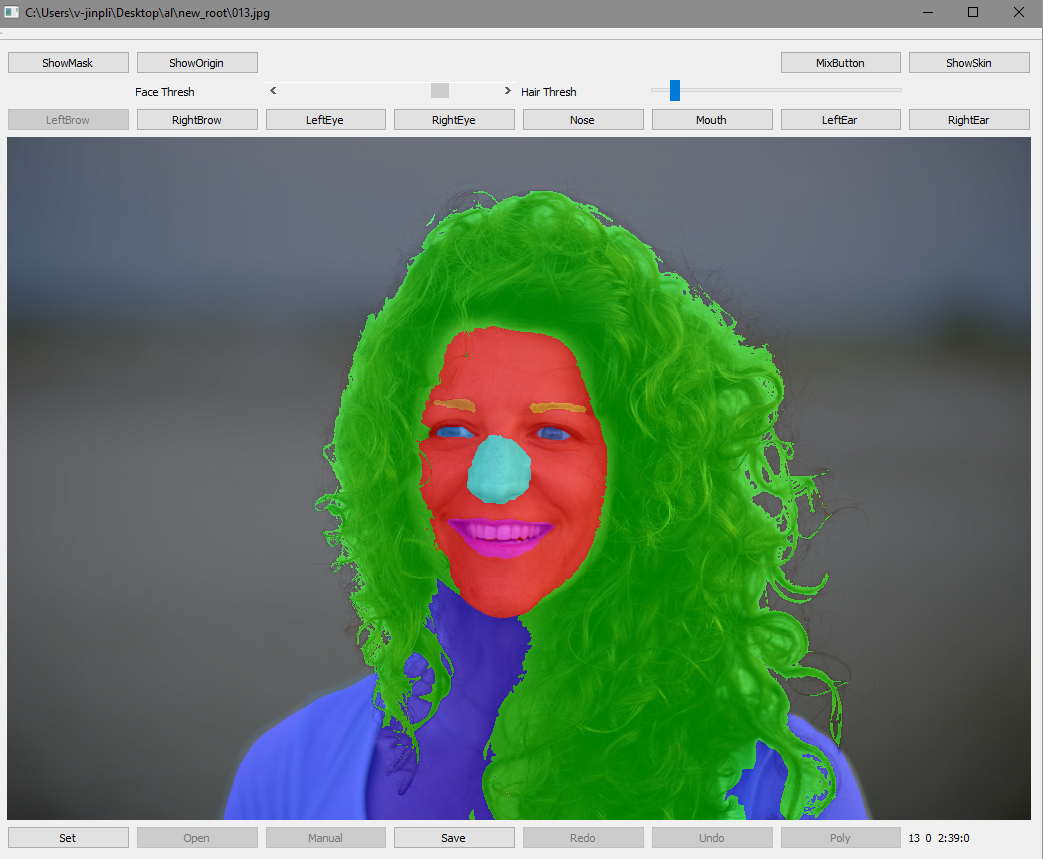 C:\Users\v-jinpli\Desktop\al\new_root\013.jpg
ShowMask ShowOrigin MixButton ShowSkin
Face Thresh Hair Thresh
LeftBrow RightBrow LeftEye RightEye Nose Mouth LeftEar RightEar
Set Open Manual Save Redo Undo Poly 13 0 2:39:0